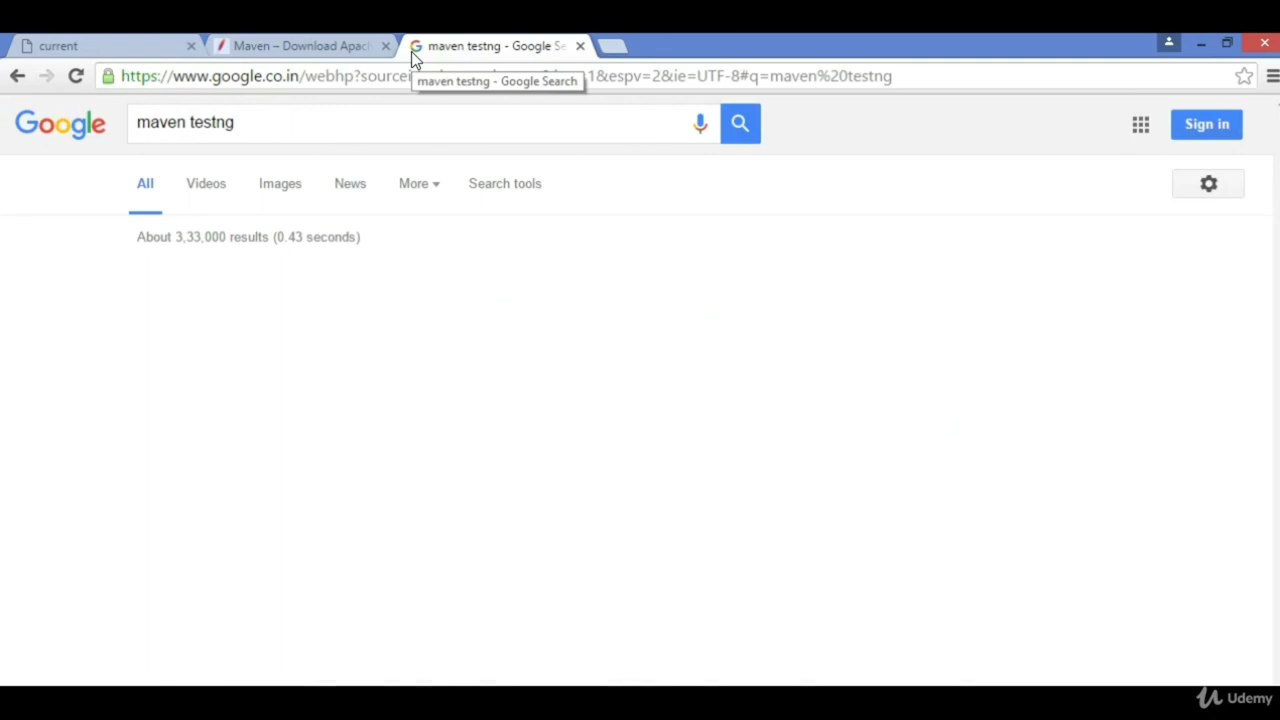 current
Maven – Download Apac
maven testng - Google Se
https://www.google.co.in/webhp?source
1&espv=2&ie=UTF-8#q=maven%20testng
maven testng - Google Search
Google
maven testng
Sign in
All
Videos
Images
News
More
Search tools
About 3,33,000 results (0.43 seconds)
Udemy